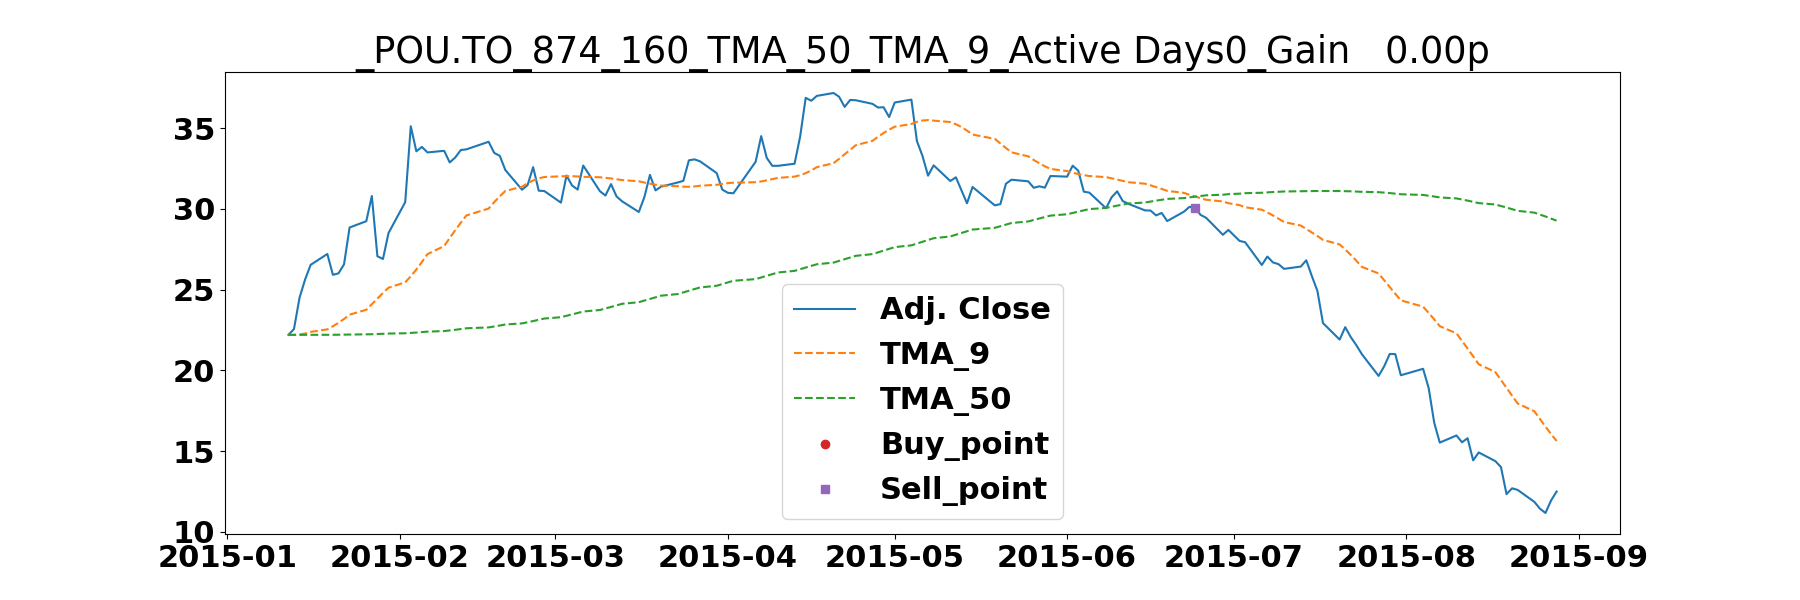 _POU.TO_874_160_TMA_50_TMA_9_Active Days0_Gain   0.00p
35
30
25
20
15
10
Adj. Close
TMA_9
TMA_50
Buy_point
Sell_point
2015-01 2015-02 2015-03 2015-04 2015-05 2015-06 2015-07 2015-08 2015-09